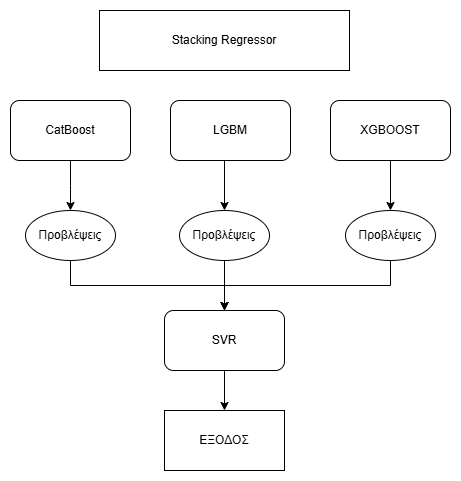 Stacking Regressor
CatBoost
LGBM
XGBOOST
Προβλέψεις
Προβλέψεις
Προβλέψεις
SVR
ΕΞΟΔΟΣ